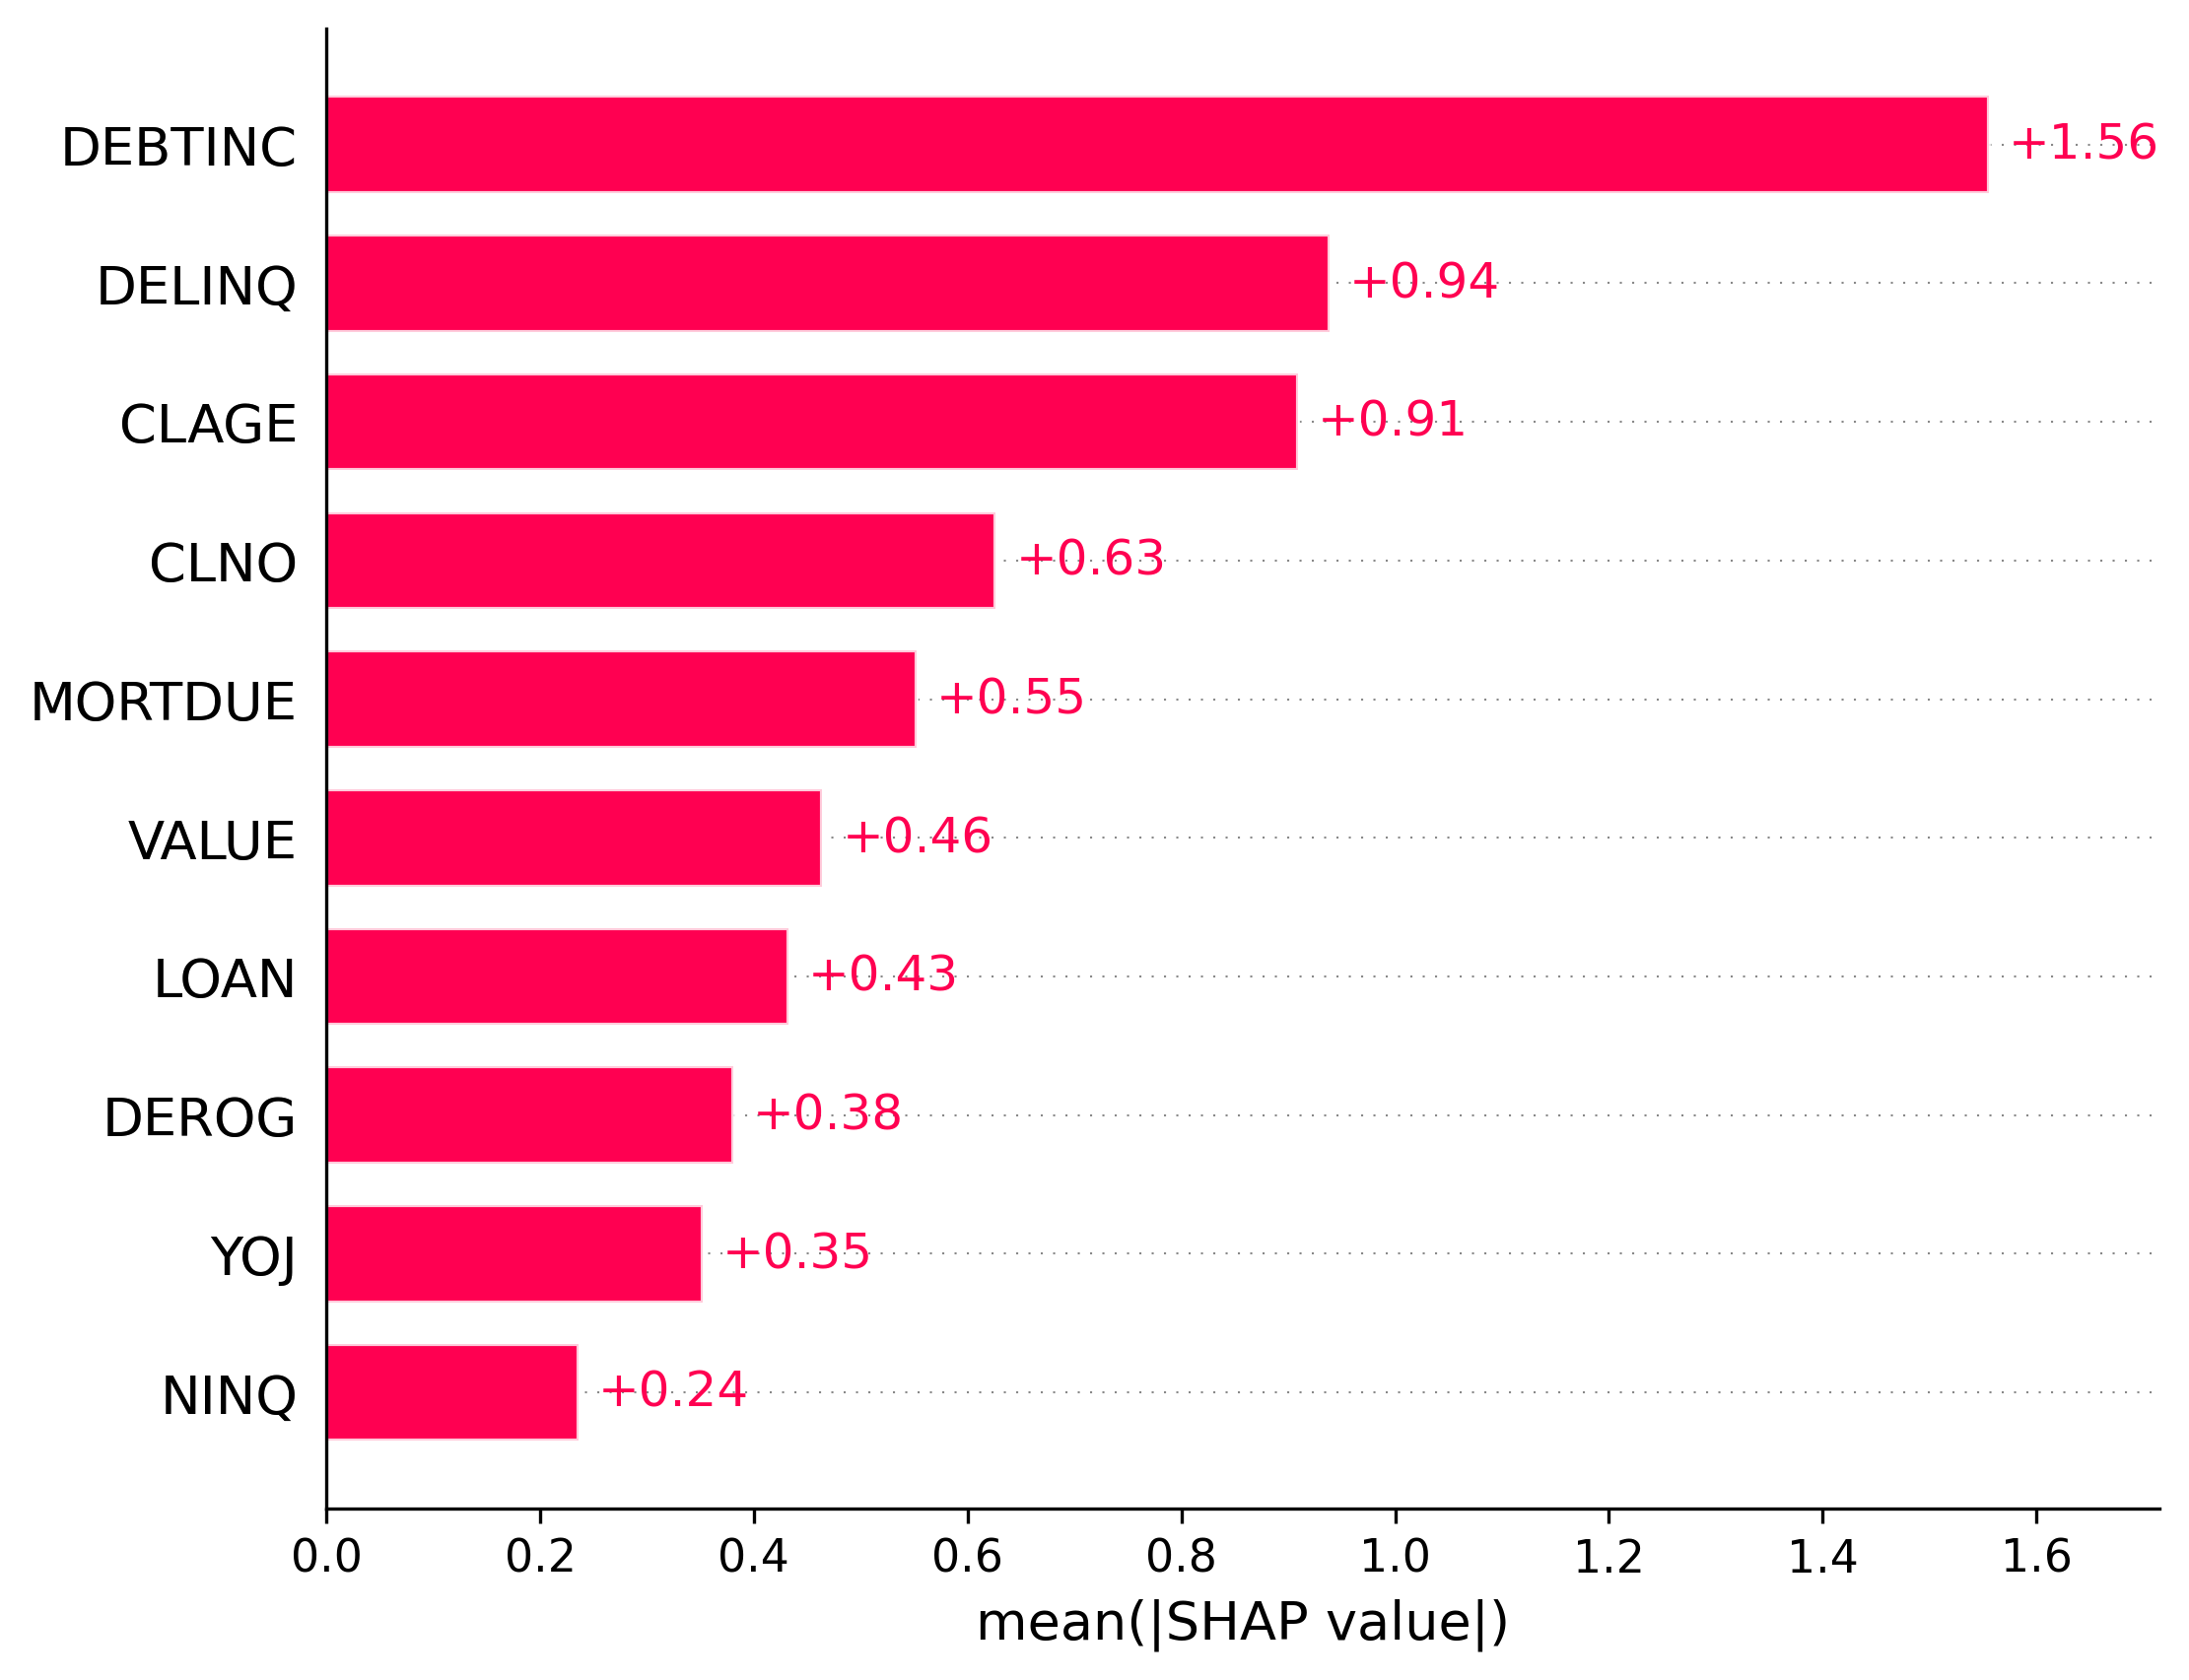 DEBTINC +1.56
DELINQ +0.94
CLAGE +0.91
CLNO +0.63
MORTDUE +0.55
VALUE +0.46
LOAN +0.43
DEROG +0.38
YOJ +0.35
NINQ +0.24
0.0 0.2 0.4 0.6 0.8 1.0 1.2 1.4 1.6
mean(|SHAP value|)